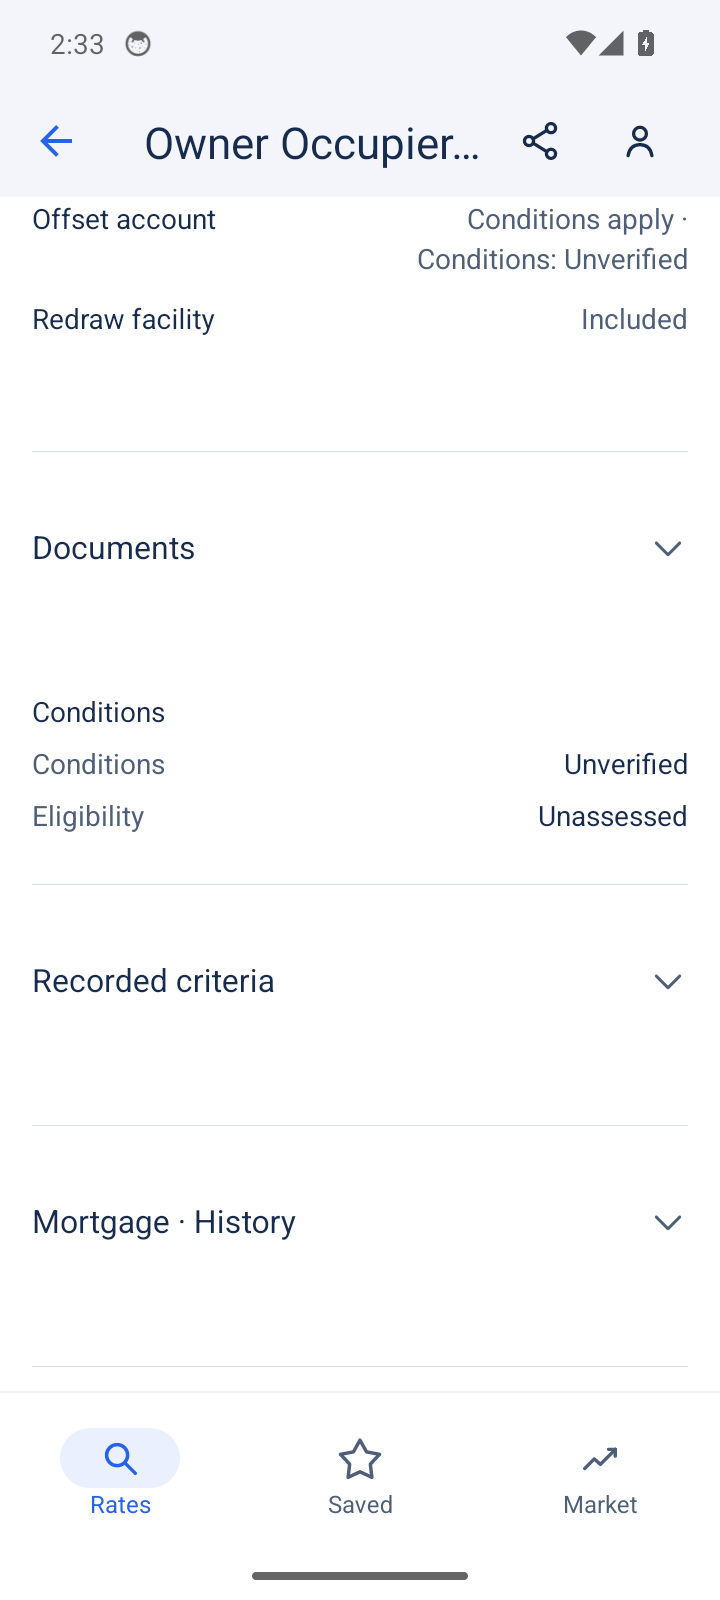 2:33
Owner Occupier...
Offset account
Conditions apply ·
Conditions: Unverified
Redraw facility
Included
Documents
Conditions
Conditions
Unverified
Eligibility
Unassessed
Recorded criteria
Mortgage · History
Rates
Saved
Market